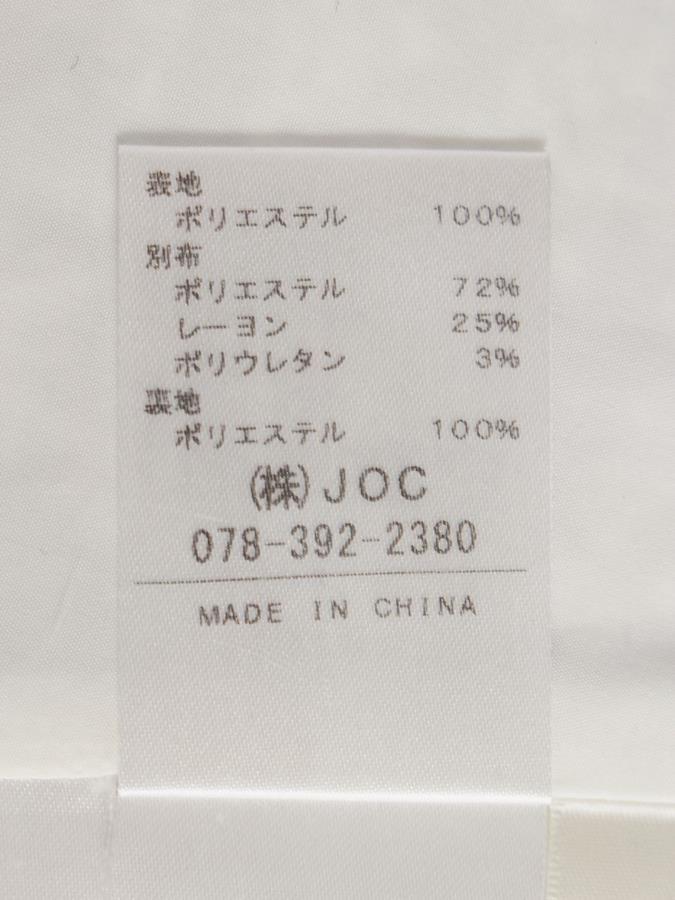 表地
ポリエステル 100%
別布
ポリエステル 72%
レーヨン 25%
ポリウレタン 3%
裏地
ポリエステル 100%
(株)JOC
078-392-2380
MADE IN CHINA